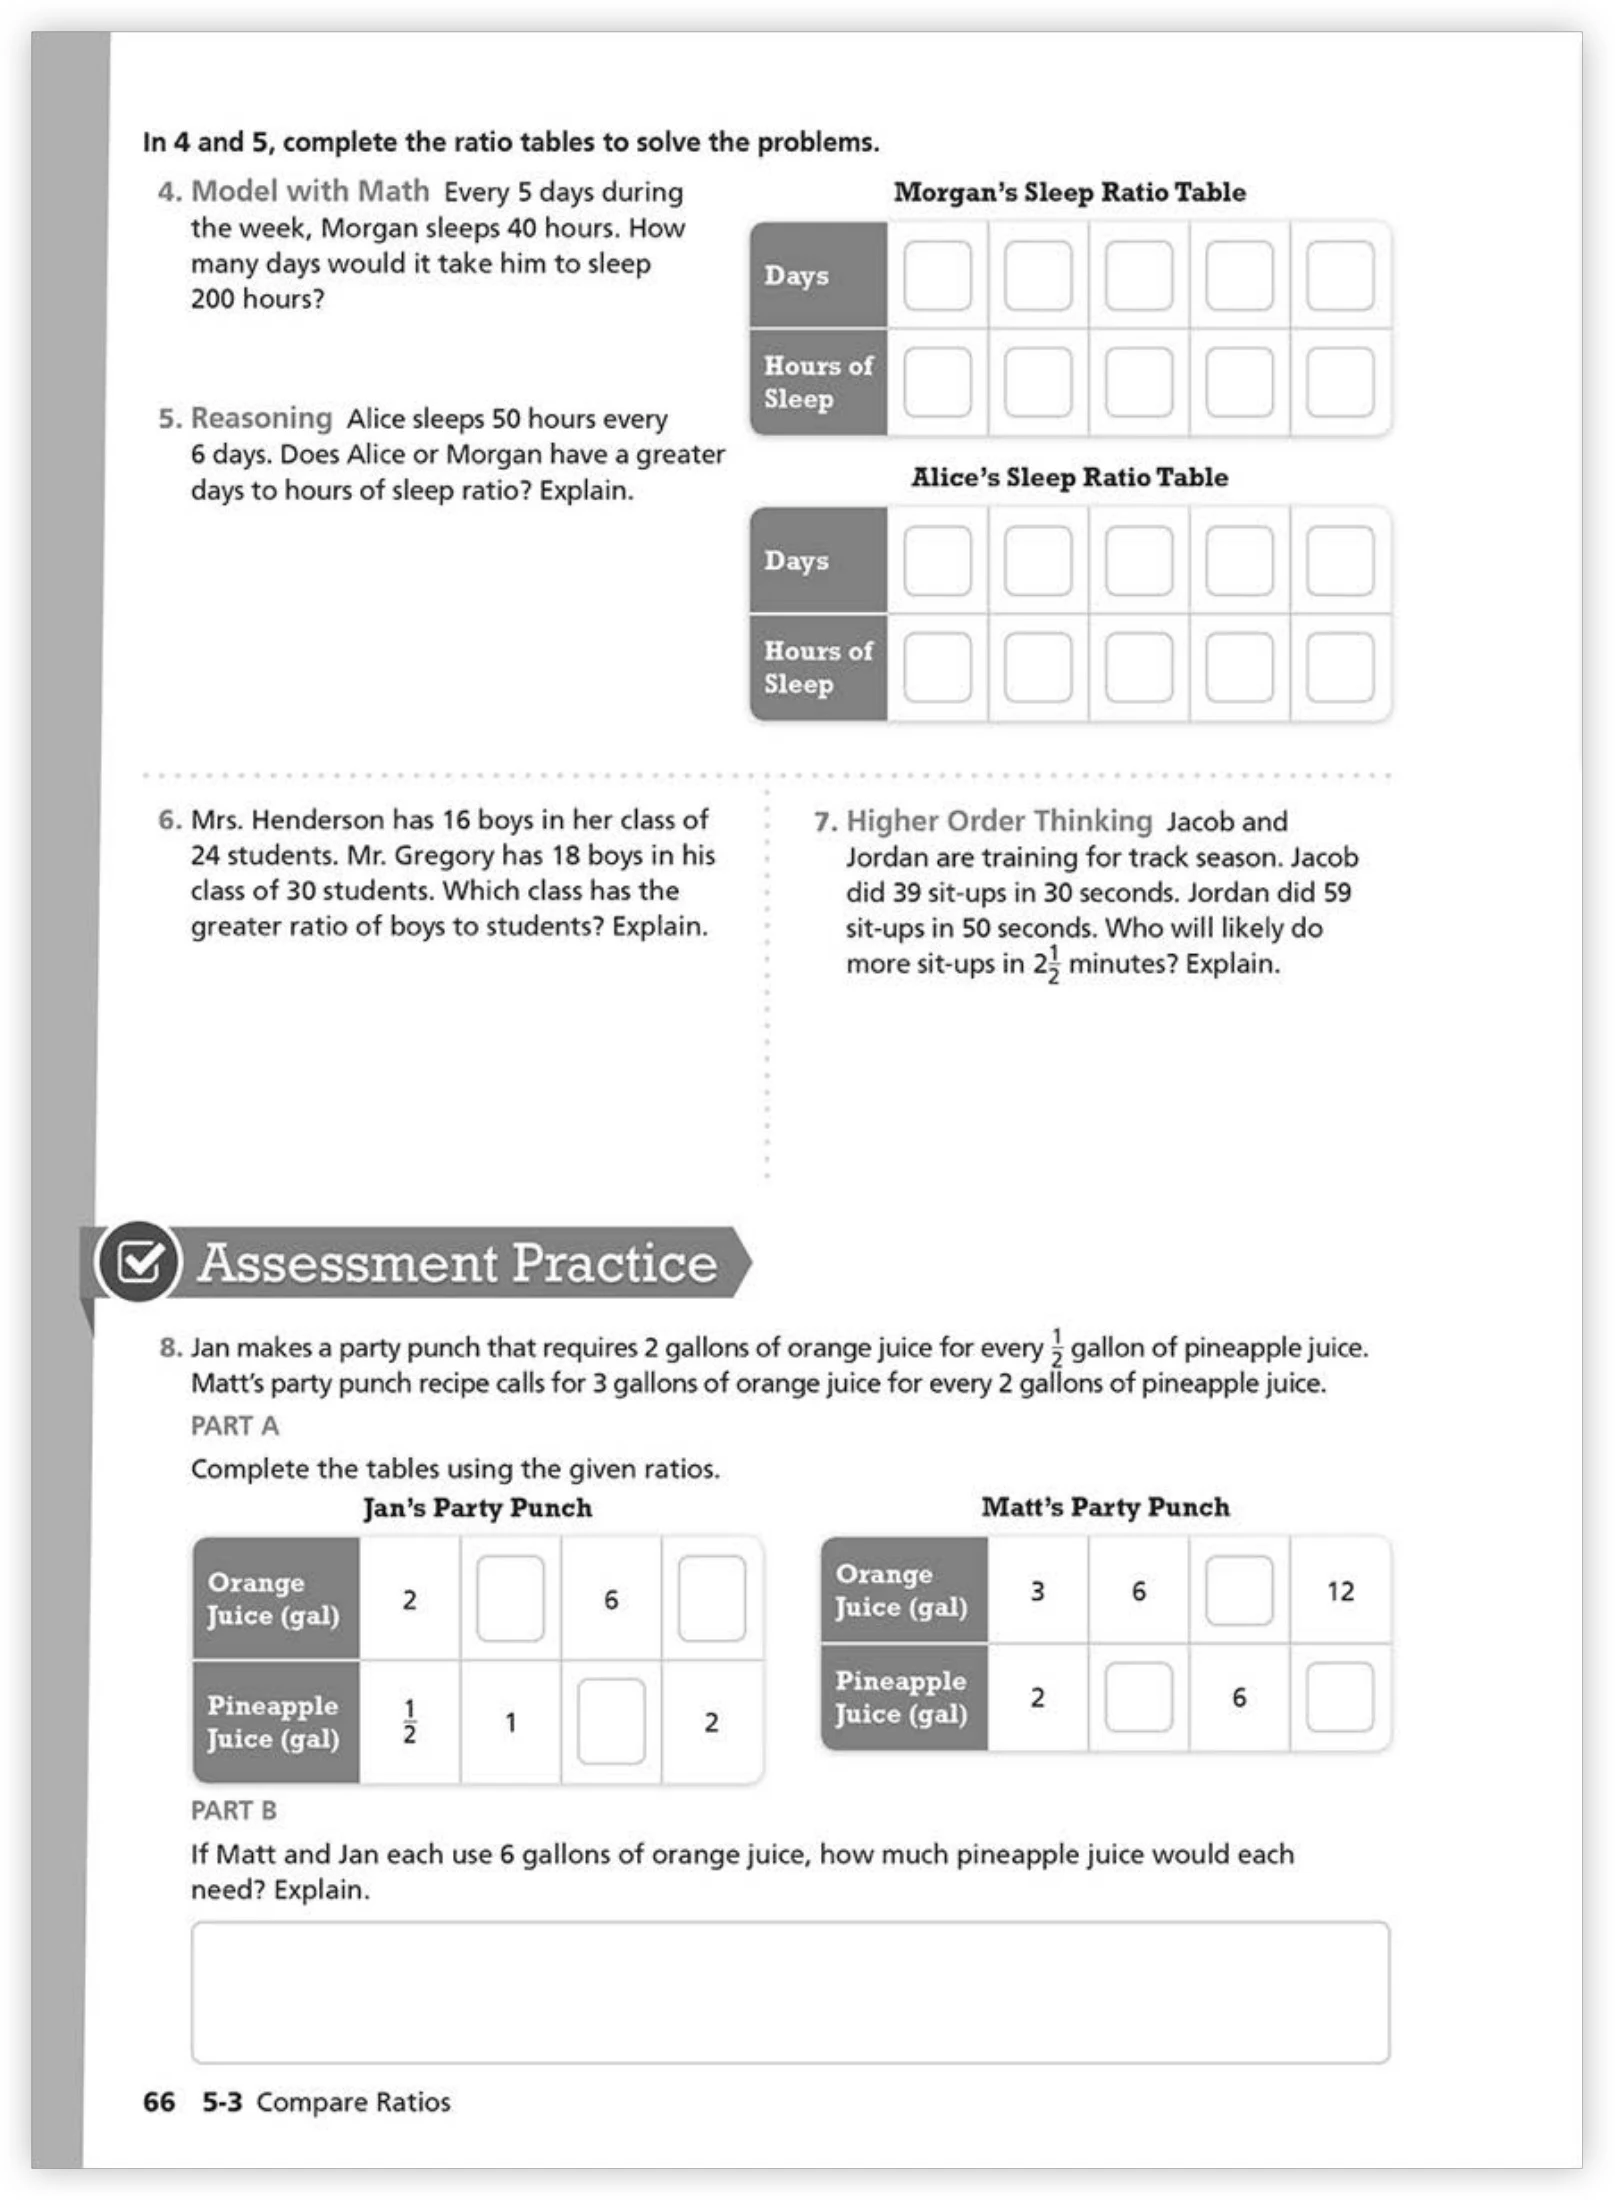 In 4 and 5, complete the ratio tables to solve the problems.
4. Model with Math Every 5 days during
the week, Morgan sleeps 40 hours. How
many days would it take him to sleep
200 hours?
Morgan's Sleep Ratio Table
Days
Hours of
Sleep
5. Reasoning Alice sleeps 50 hours every
6 days. Does Alice or Morgan have a greater
days to hours of sleep ratio? Explain.
Alice's Sleep Ratio Table
Days
Hours of
Sleep
6. Mrs. Henderson has 16 boys in her class of
24 students. Mr. Gregory has 18 boys in his
class of 30 students. Which class has the
greater ratio of boys to students? Explain.
7. Higher Order Thinking Jacob and
Jordan are training for track season. Jacob
did 39 sit-ups in 30 seconds. Jordan did 59
sit-ups in 50 seconds. Who will likely do
more sit-ups in 2 1/2 minutes? Explain.
Assessment Practice
8. Jan makes a party punch that requires 2 gallons of orange juice for every 1/2 gallon of pineapple juice.
Matt's party punch recipe calls for 3 gallons of orange juice for every 2 gallons of pineapple juice.
PART A
Complete the tables using the given ratios.
Jan's Party Punch
Orange
Juice (gal)
2 6
Pineapple
Juice (gal)
1/2 1 2
Matt's Party Punch
Orange
Juice (gal)
3 6 12
Pineapple
Juice (gal)
2 6
PART B
If Matt and Jan each use 6 gallons of orange juice, how much pineapple juice would each
need? Explain.
66 5-3 Compare Ratios